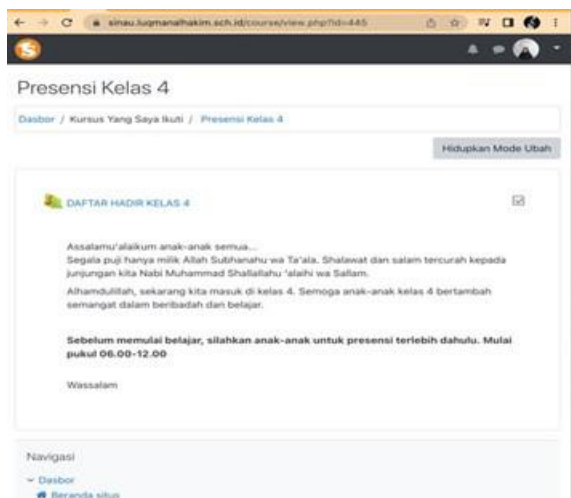 sinau.luqmanalhakim.sch.id/course/view.php?id=445
Presensi Kelas 4
Dasbor / Kursus Yang Saya Ikuti / Presensi Kelas 4
Hidupkan Mode Ubah
DAFTAR HADIR KELAS 4
Assalamu'alaikum anak-anak semua...
Segala puji hanya milik Allah Subhanahu wa Ta'ala. Shalawat dan salam tercurah kepada
junjungan kita Nabi Muhammad Shallallahu 'alaihi wa Sallam.
Alhamdulillah, sekarang kita masuk di kelas 4. Semoga anak-anak kelas 4 bertambah
semangat dalam beribadah dan belajar.
Sebelum memulai belajar, silahkan anak-anak untuk presensi terlebih dahulu. Mulai
pukul 06.00-12.00
Wassalam
Navigasi
Dasbor
Beranda situs